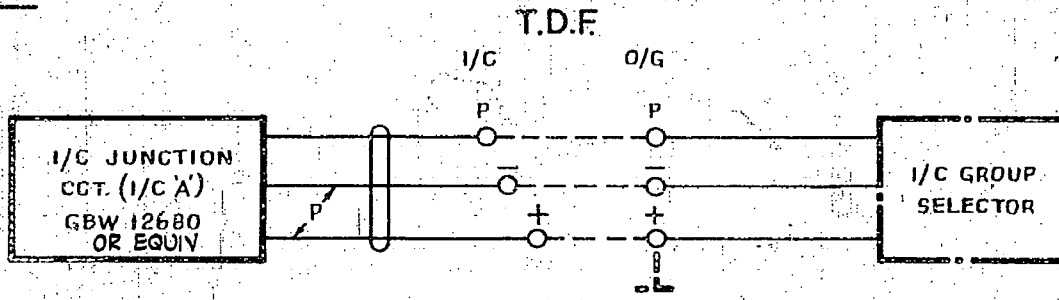 T.D.F.
I/C O/G
P P
I/C JUNCTION
CCT. (I/C 'A')
GBW 12680
OR EQUIV
P
− −
+ +
I/C GROUP
SELECTOR